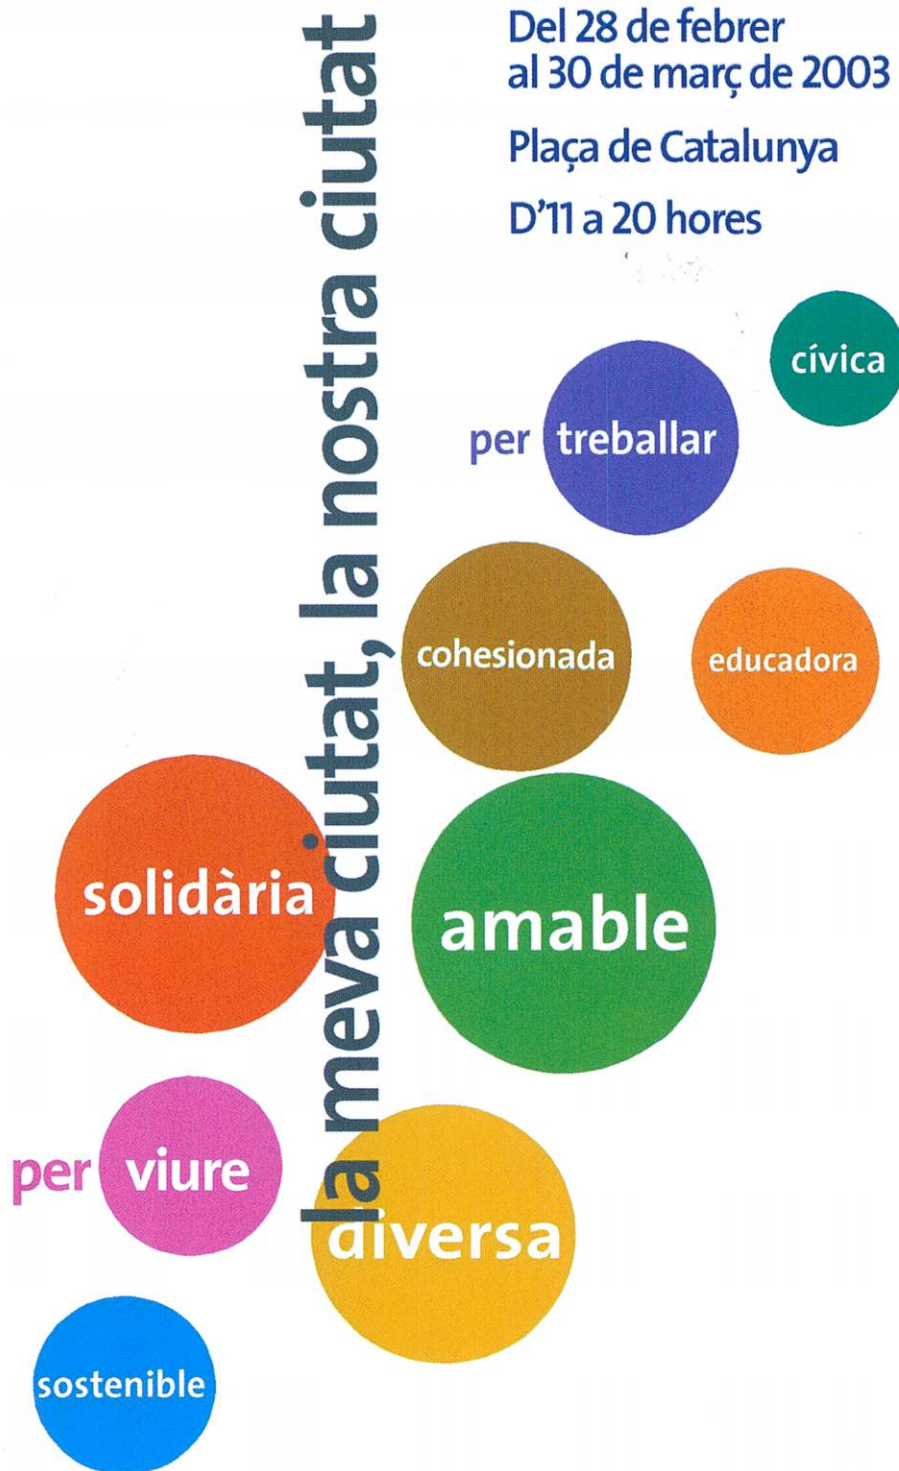 Del 28 de febrer
al 30 de març de 2003
Plaça de Catalunya
D'11 a 20 hores
la meva ciutat, la nostra ciutat
cívica
per treballar
cohesionada
educadora
solidària
amable
per viure
diversa
sostenible